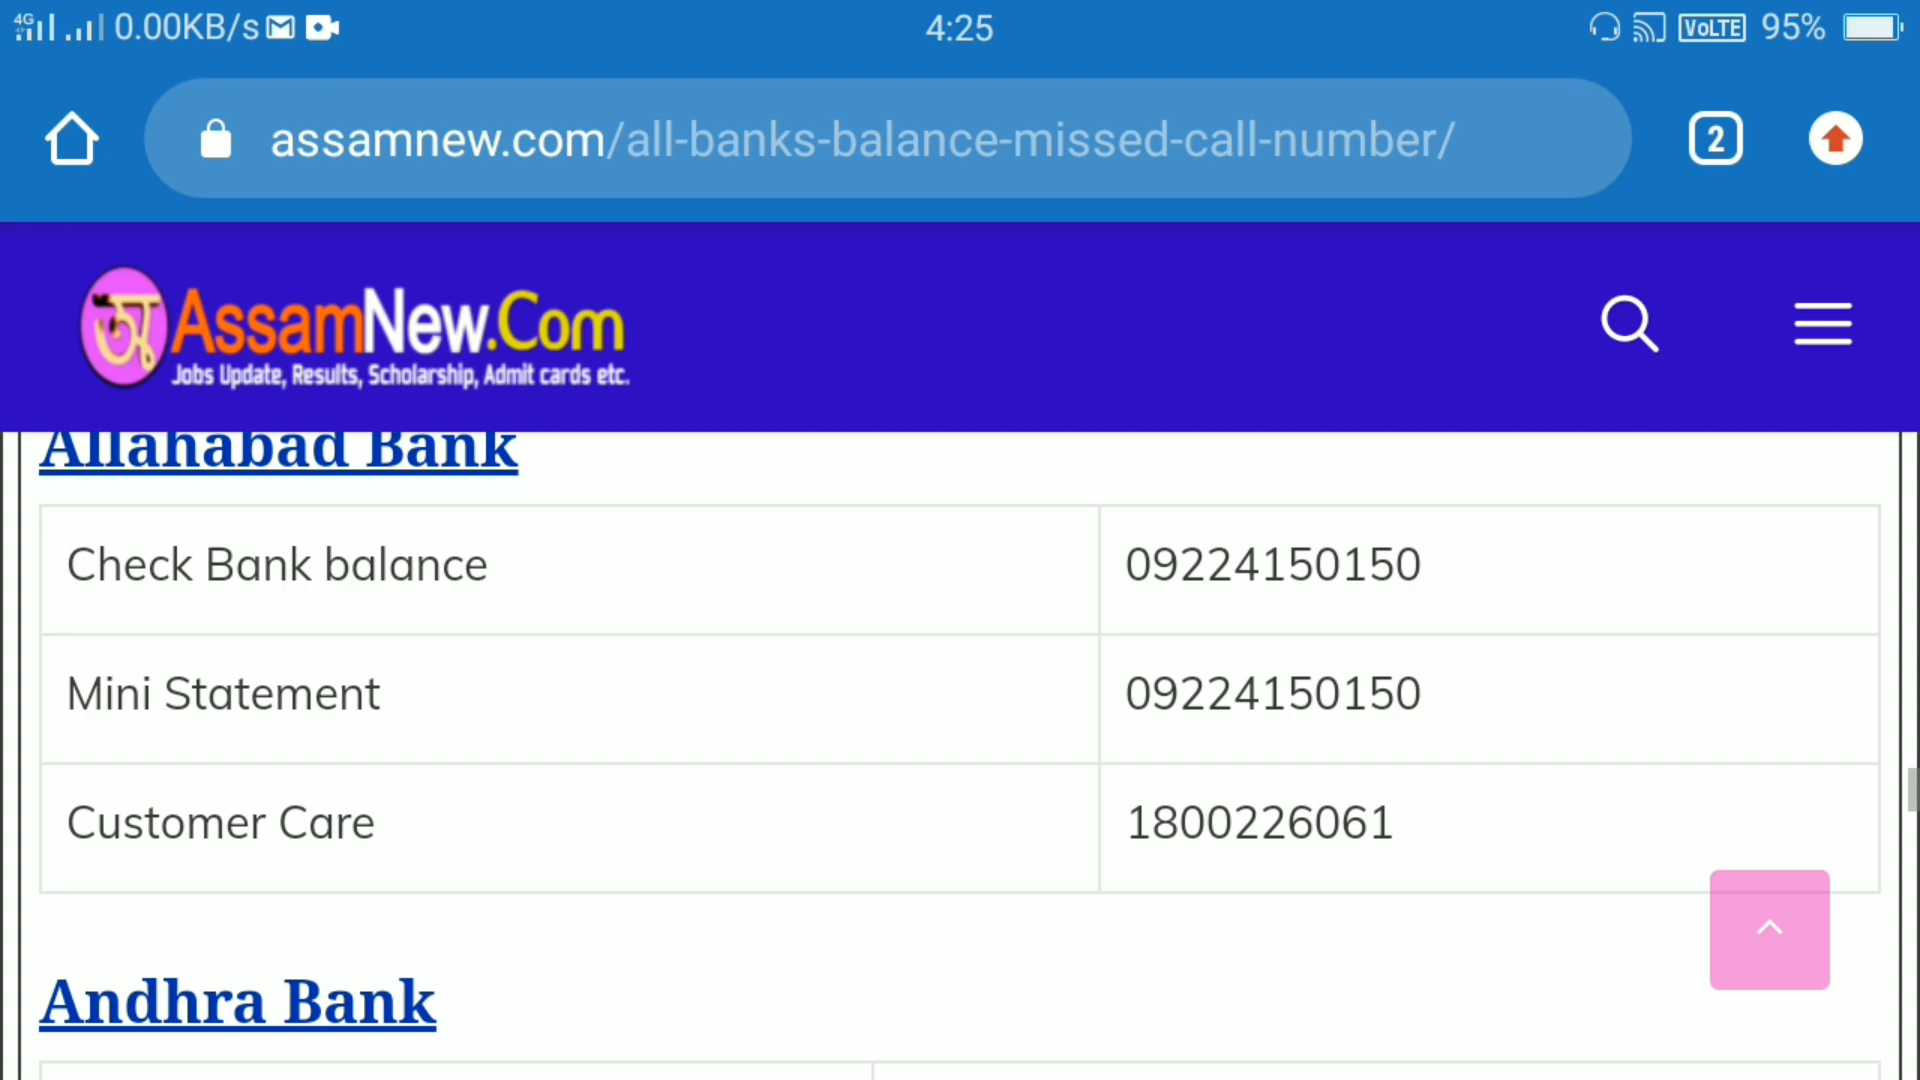 4G 0.00KB/s 4:25 VoLTE 95%
assamnew.com/all-banks-balance-missed-call-number/ 2
অ AssamNew.Com
Jobs Update, Results, Scholarship, Admit cards etc.
Allahabad Bank
Check Bank balance 09224150150
Mini Statement 09224150150
Customer Care 1800226061
Andhra Bank